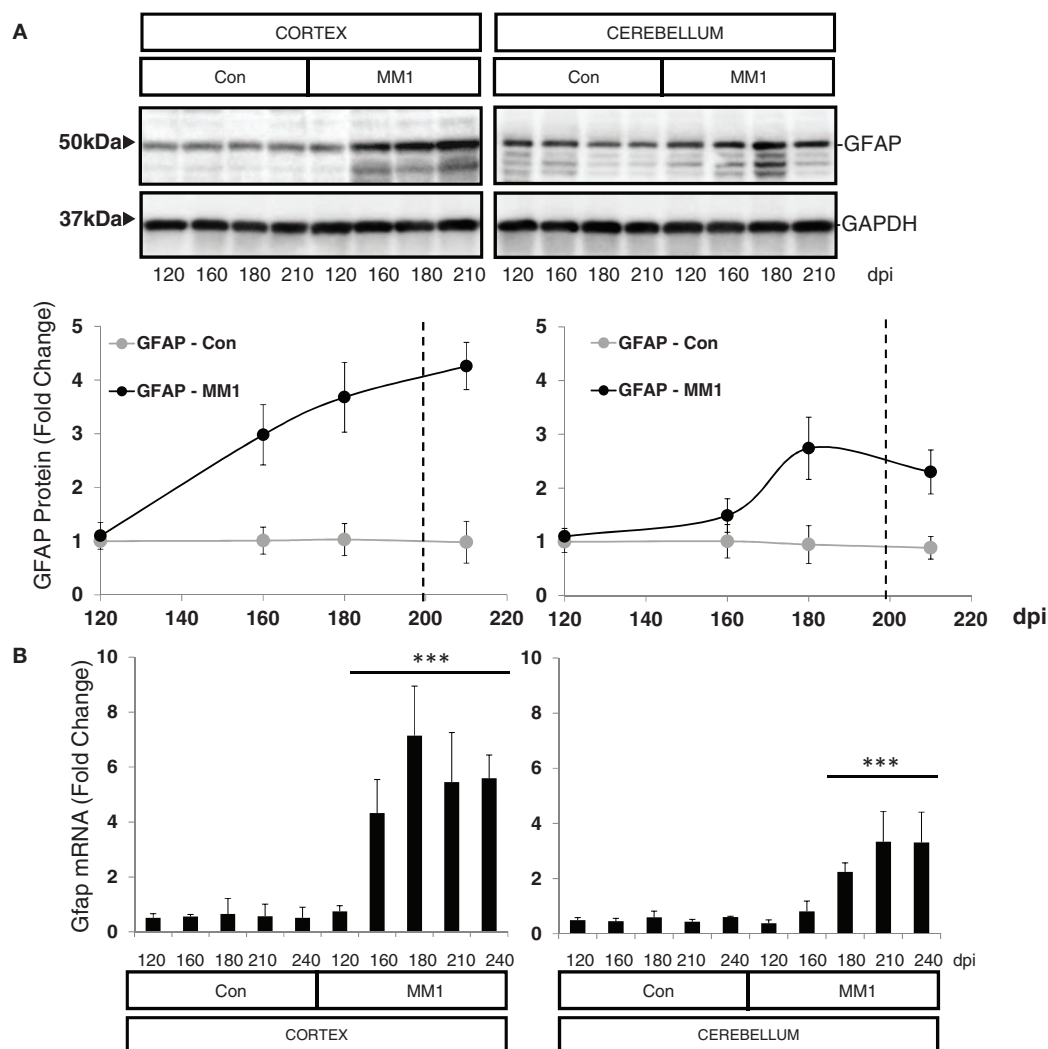 A
CORTEX CEREBELLUM
Con MM1 Con MM1
50kDa GFAP
37kDa GAPDH
120 160 180 210 120 160 180 210 120 160 180 210 120 160 180 210 dpi
GFAP Protein (Fold Change)
5
4
3
2
1
0
GFAP - Con
GFAP - MM1
120 140 160 180 200 220
5
4
3
2
1
0
GFAP - Con
GFAP - MM1
120 140 160 180 200 220 dpi
B
Gfap mRNA (Fold Change)
10
8
6
4
2
0
***
120 160 180 210 240 120 160 180 210 240
Con MM1
CORTEX
10
8
6
4
2
0
***
120 160 180 210 240 120 160 180 210 240 dpi
Con MM1
CEREBELLUM